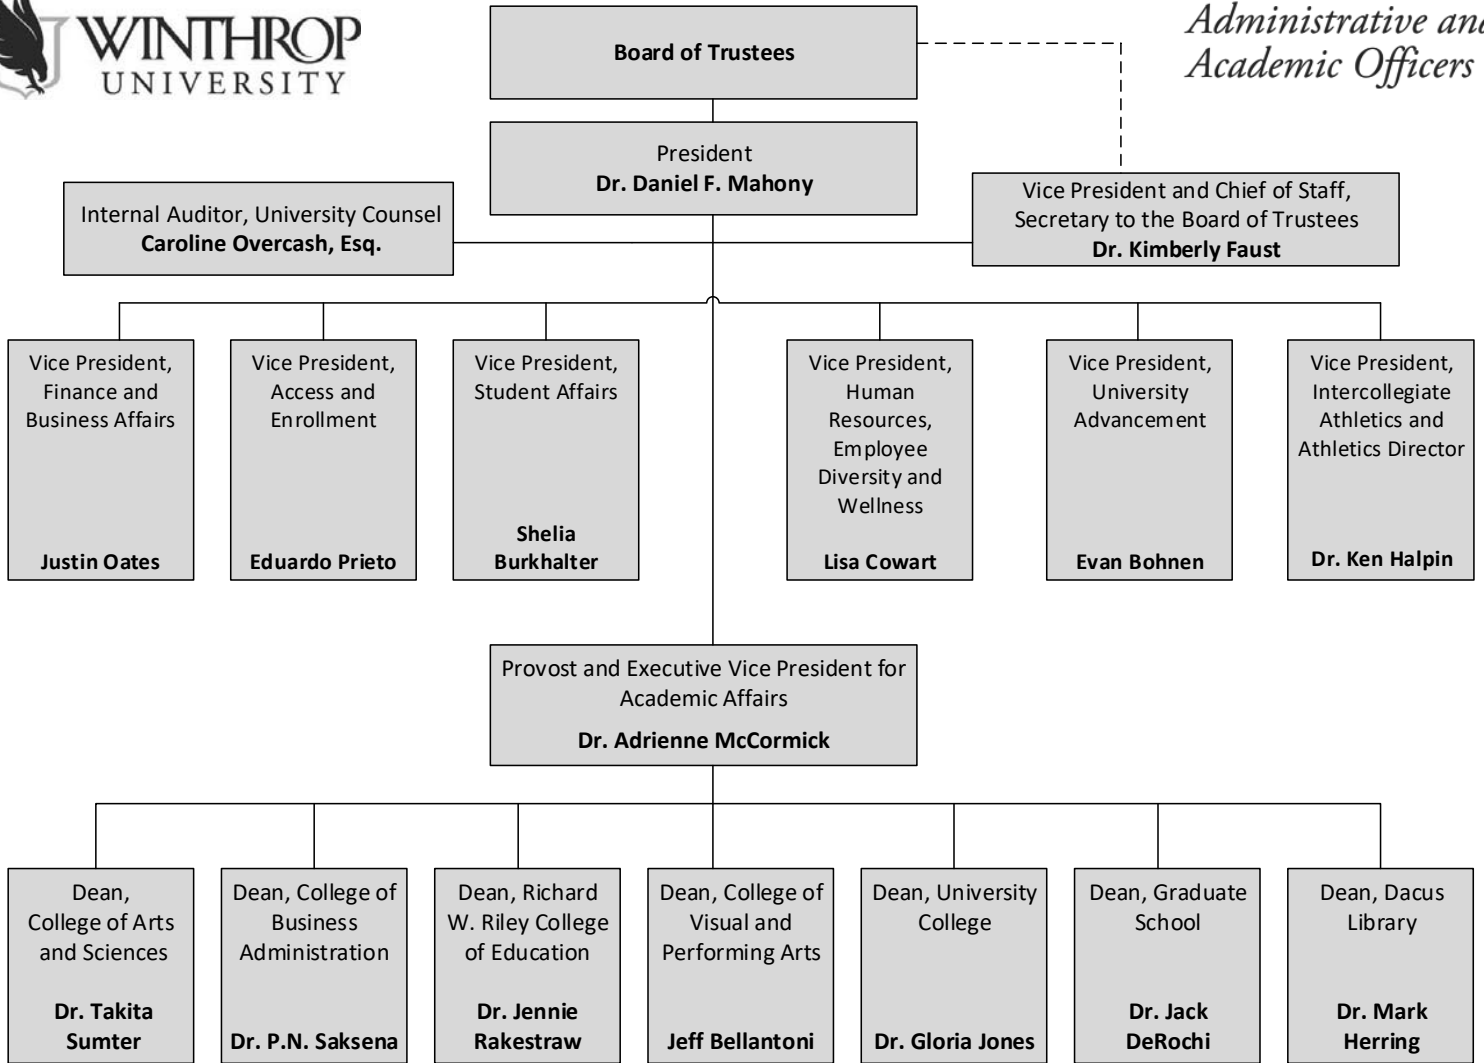 WINTHROP
UNIVERSITY
Administrative and
Academic Officers
Board of Trustees
President
Dr. Daniel F. Mahony
Internal Auditor, University Counsel
Caroline Overcash, Esq.
Vice President and Chief of Staff,
Secretary to the Board of Trustees
Dr. Kimberly Faust
Vice President,
Finance and
Business Affairs
Justin Oates
Vice President,
Access and
Enrollment
Eduardo Prieto
Vice President,
Student Affairs
Shelia
Burkhalter
Vice President,
Human
Resources,
Employee
Diversity and
Wellness
Lisa Cowart
Vice President,
University
Advancement
Evan Bohnen
Vice President,
Intercollegiate
Athletics and
Athletics Director
Dr. Ken Halpin
Provost and Executive Vice President for
Academic Affairs
Dr. Adrienne McCormick
Dean,
College of Arts
and Sciences
Dr. Takita
Sumter
Dean, College of
Business
Administration
Dr. P.N. Saksena
Dean, Richard
W. Riley College
of Education
Dr. Jennie
Rakestraw
Dean, College of
Visual and
Performing Arts
Jeff Bellantoni
Dean, University
College
Dr. Gloria Jones
Dean, Graduate
School
Dr. Jack
DeRochi
Dean, Dacus
Library
Dr. Mark
Herring